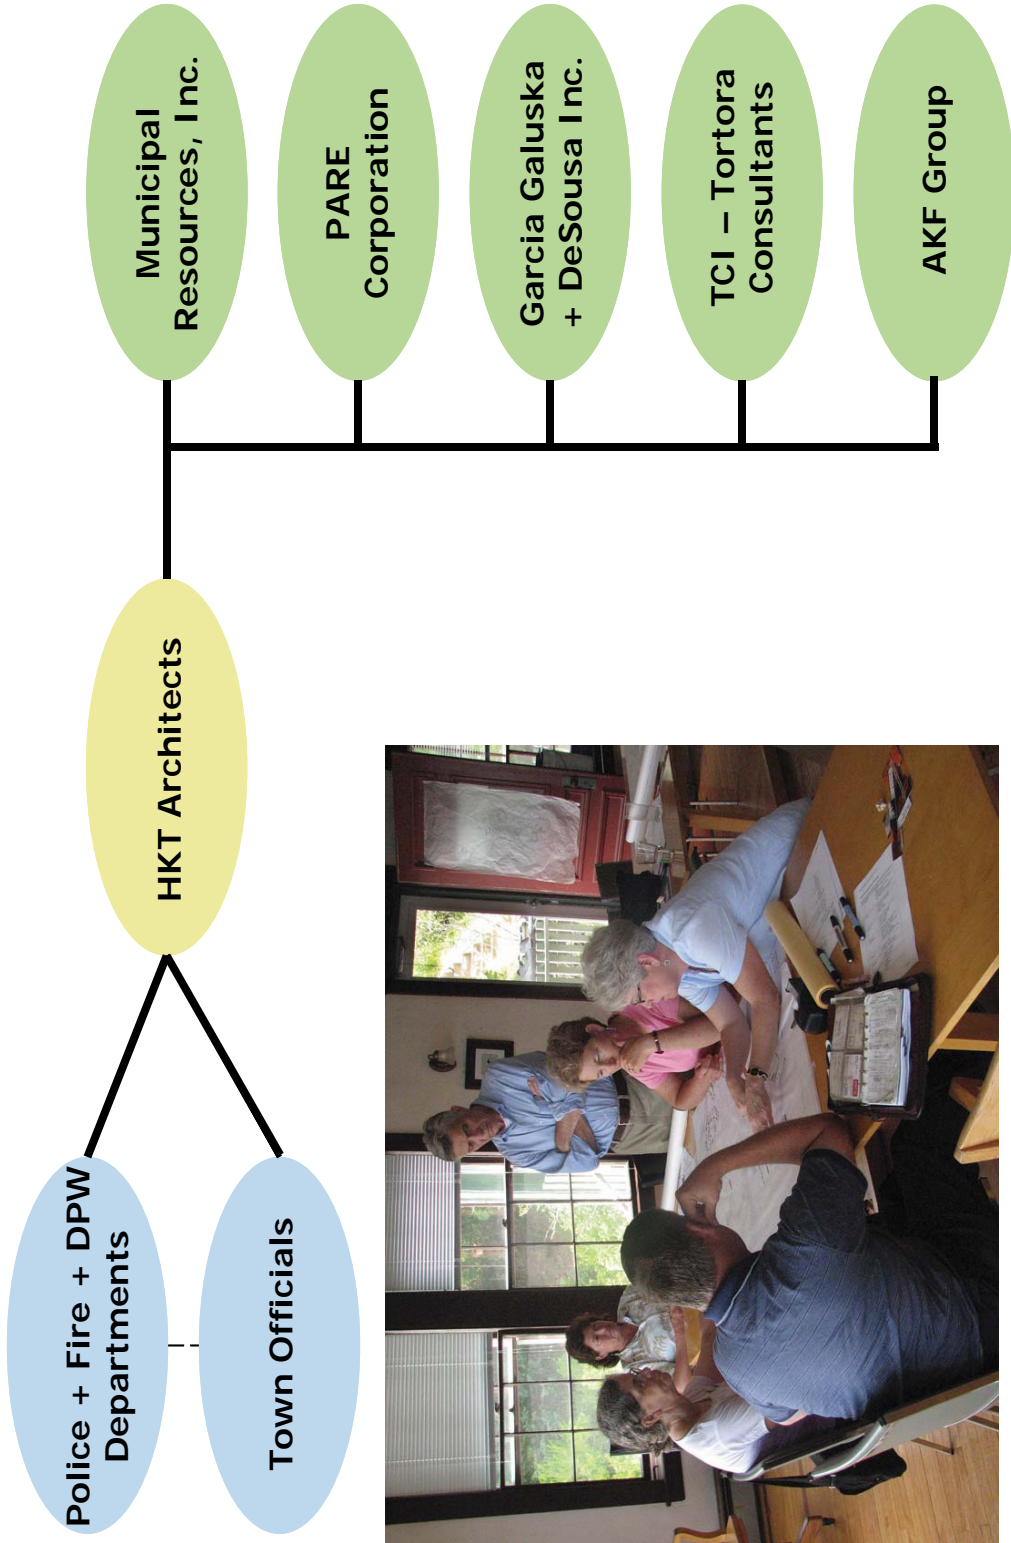 Police + Fire + DPW
Departments
Town Officials
HKT Architects
Municipal
Resources, Inc.
PARE
Corporation
Garcia Galuska
+ DeSousa Inc.
TCI – Tortora
Consultants
AKF Group